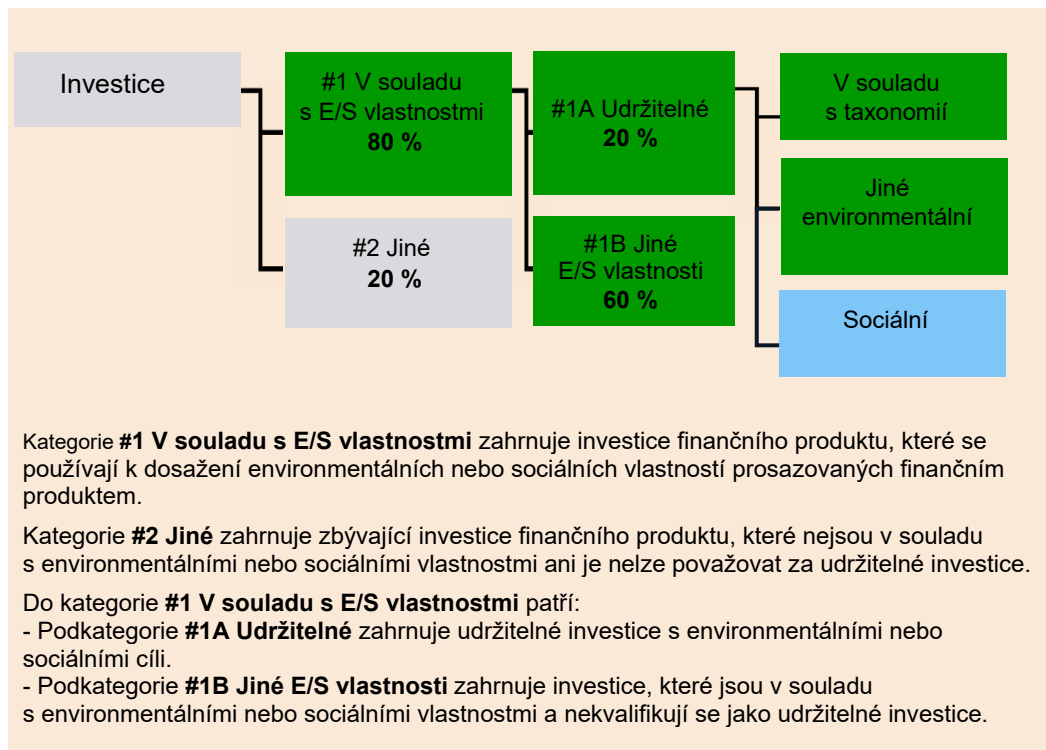 Investice
#1 V souladu
s E/S vlastnostmi
80 %
#2 Jiné
20 %
#1A Udržitelné
20 %
#1B Jiné
E/S vlastnosti
60 %
V souladu
s taxonomií
Jiné
environmentální
Sociální
Kategorie #1 V souladu s E/S vlastnostmi zahrnuje investice finančního produktu, které se
používají k dosažení environmentálních nebo sociálních vlastností prosazovaných finančním
produktem.
Kategorie #2 Jiné zahrnuje zbývající investice finančního produktu, které nejsou v souladu
s environmentálními nebo sociálními vlastnostmi ani je nelze považovat za udržitelné investice.
Do kategorie #1 V souladu s E/S vlastnostmi patří:
- Podkategorie #1A Udržitelné zahrnuje udržitelné investice s environmentálními nebo
sociálními cíli.
- Podkategorie #1B Jiné E/S vlastnosti zahrnuje investice, které jsou v souladu
s environmentálními nebo sociálními vlastnostmi a nekvalifikují se jako udržitelné investice.